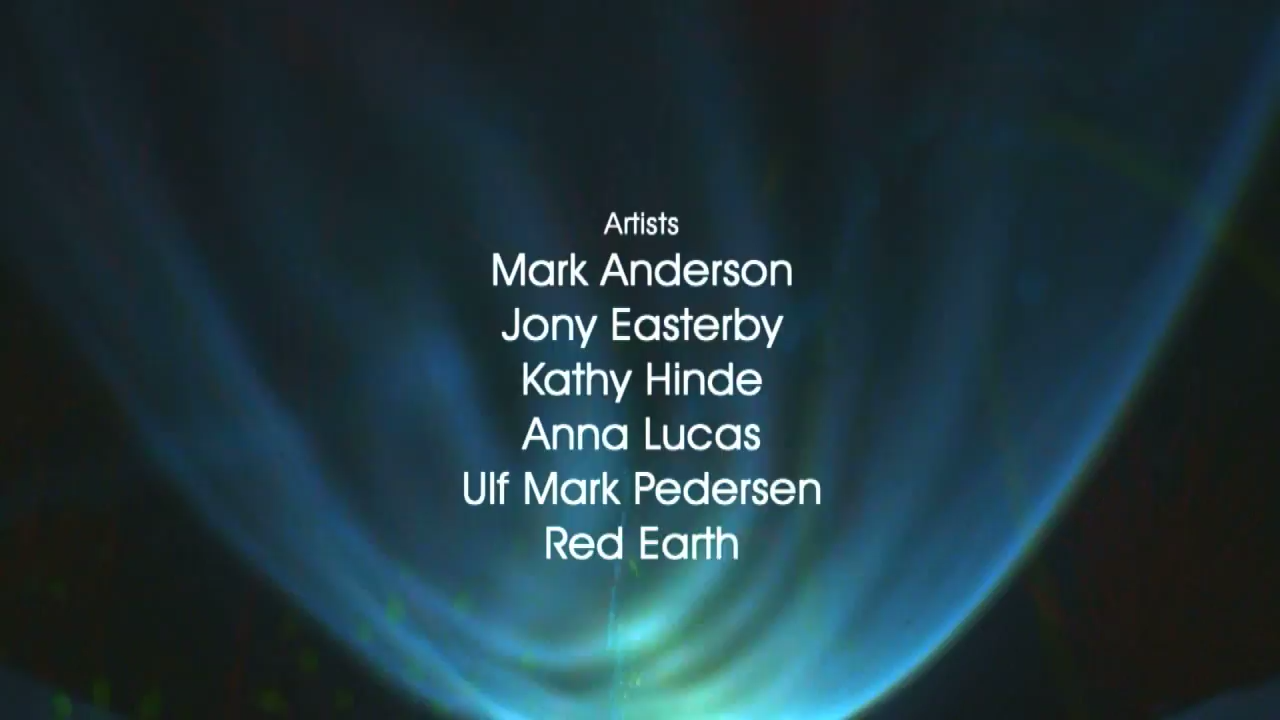 Artists
Mark Anderson
Jony Easterby
Kathy Hinde
Anna Lucas
Ulf Mark Pedersen
Red Earth